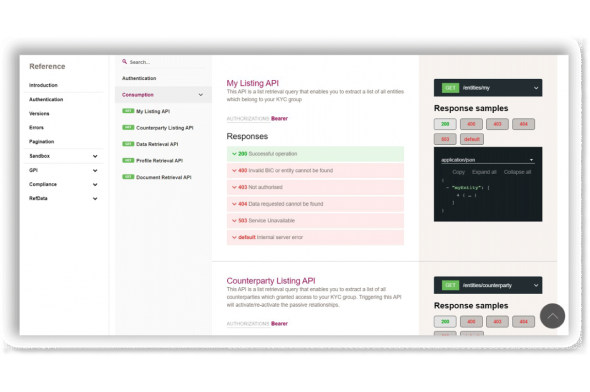 Reference
Introduction
Authentication
Versions
Errors
Pagination
Sandbox
GPI
Compliance
RefData
Search...
Authentication
Consumption
GET My Listing API
GET Counterparty Listing API
GET Data Retrieval API
GET Profile Retrieval API
GET Document Retrieval API
My Listing API
This API is a list retrieval query that enables you to extract a list of all entities
which belong to your KYC group
AUTHORIZATIONS: Bearer
Responses
200 Successful operation
400 Invalid BIC or entity cannot be found
403 Not authorised
404 Data requested cannot be found
503 Service Unavailable
default Internal server error
GET /entities/my
Response samples
200 400 403 404
503 default
application/json
Copy Expand all Collapse all
{
- "myEntity": [
+ { … }
]
}
Counterparty Listing API
This API is a list retrieval query that enables you to extract a list of all
counterparties which granted access to your KYC group. Triggering this API
will activate/re-activate the passive relationships.
AUTHORIZATIONS: Bearer
GET /entities/counterparty
Response samples
200 400 403 404